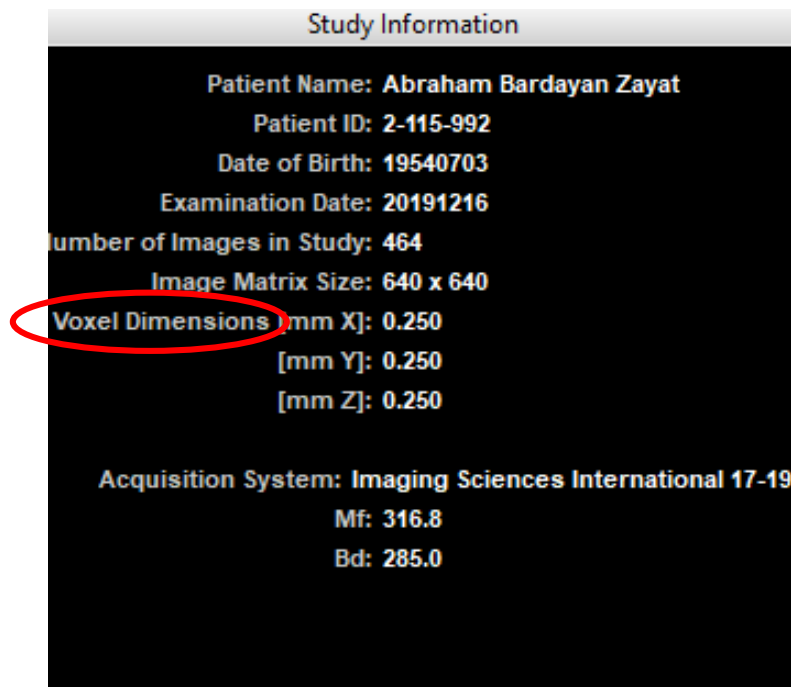 Study Information
Patient Name: Abraham Bardayan Zayat
Patient ID: 2-115-992
Date of Birth: 19540703
Examination Date: 20191216
umber of Images in Study: 464
Image Matrix Size: 640 x 640
Voxel Dimensions [mm X]: 0.250
[mm Y]: 0.250
[mm Z]: 0.250
Acquisition System: Imaging Sciences International 17-19
Mf: 316.8
Bd: 285.0